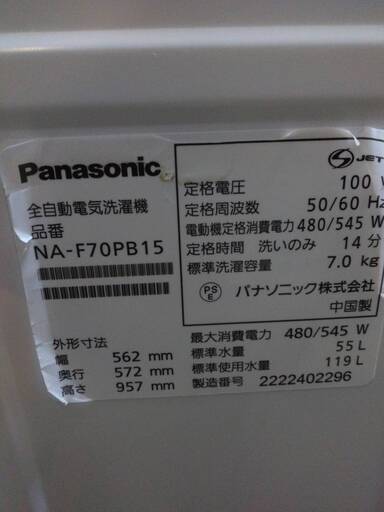 Panasonic
全自動電気洗濯機
品番
NA-F70PB15
外形寸法
幅 562 mm
奥行 572 mm
高さ 957 mm
JET
定格電圧 100 V
定格周波数 50/60 Hz
電動機定格消費電力 480/545 W
定格時間 洗いのみ 14分
標準洗濯容量 7.0 kg
PS E パナソニック株式会社
中国製
最大消費電力 480/545 W
標準水量 55 L
標準使用水量 119 L
製造番号 2222402296